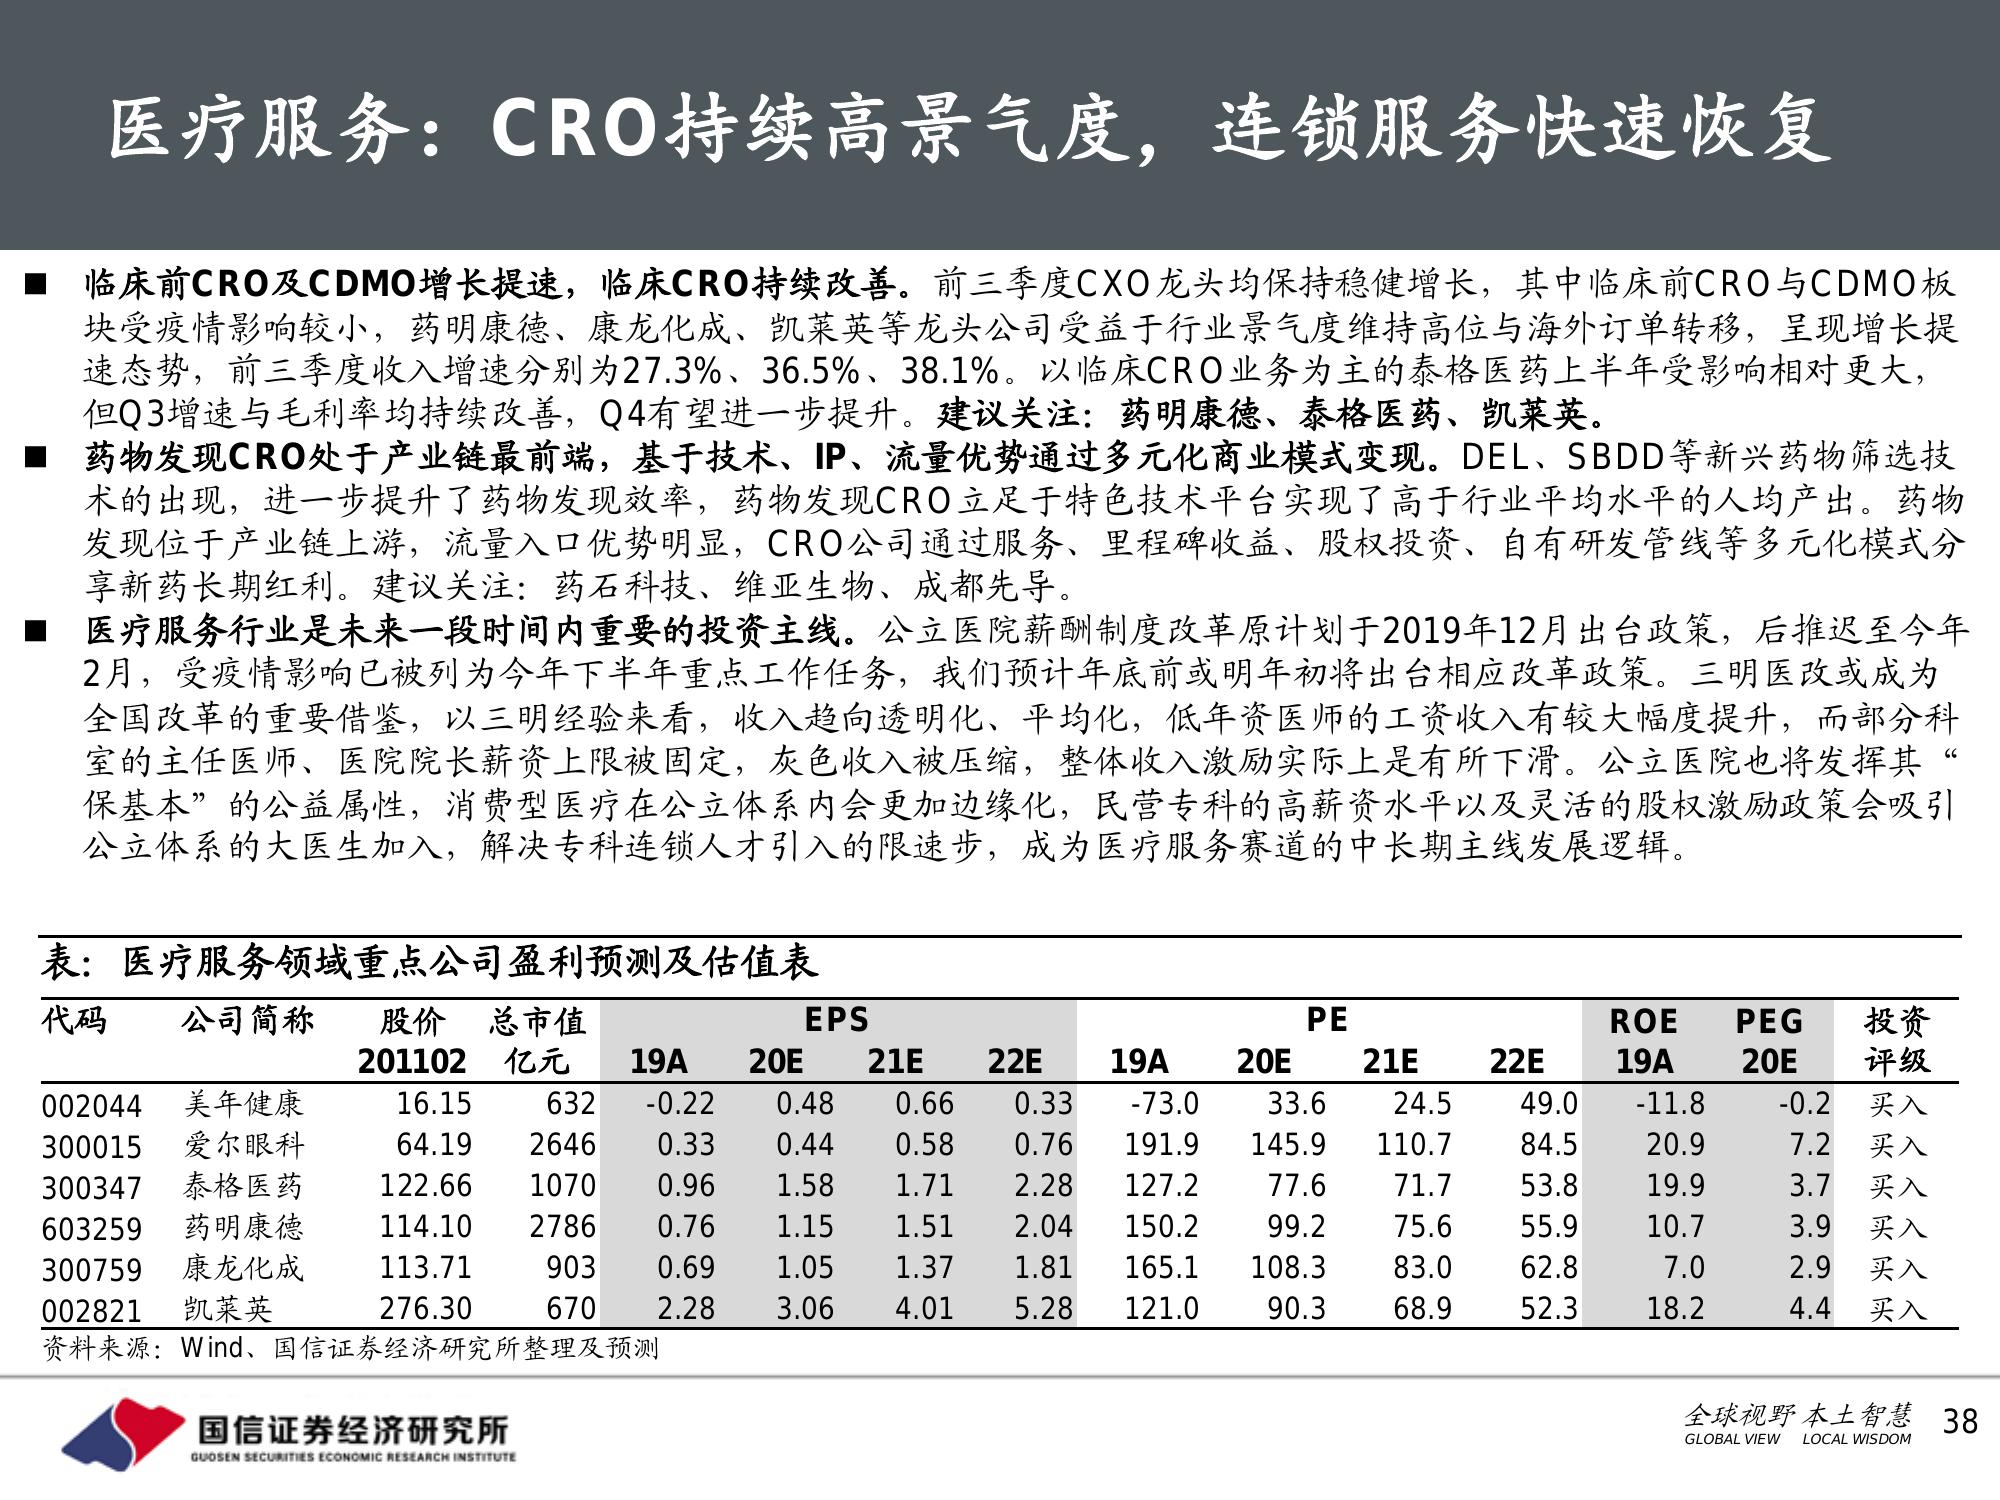 医疗服务：CRO持续高景气度，连锁服务快速恢复
■ 临床前CRO及CDMO增长提速，临床CRO持续改善。前三季度CXO龙头均保持稳健增长，其中临床前CRO与CDMO板
块受疫情影响较小，药明康德、康龙化成、凯莱英等龙头公司受益于行业景气度维持高位与海外订单转移，呈现增长提
速态势，前三季度收入增速分别为27.3%、36.5%、38.1%。以临床CRO业务为主的泰格医药上半年受影响相对更大，
但Q3增速与毛利率均持续改善，Q4有望进一步提升。建议关注：药明康德、泰格医药、凯莱英。
■ 药物发现CRO处于产业链最前端，基于技术、IP、流量优势通过多元化商业模式变现。DEL、SBDD等新兴药物筛选技
术的出现，进一步提升了药物发现效率，药物发现CRO立足于特色技术平台实现了高于行业平均水平的人均产出。药物
发现位于产业链上游，流量入口优势明显，CRO公司通过服务、里程碑收益、股权投资、自有研发管线等多元化模式分
享新药长期红利。建议关注：药石科技、维亚生物、成都先导。
■ 医疗服务行业是未来一段时间内重要的投资主线。公立医院薪酬制度改革原计划于2019年12月出台政策，后推迟至今年
2月，受疫情影响已被列为今年下半年重点工作任务，我们预计年底前或明年初将出台相应改革政策。三明医改或成为
全国改革的重要借鉴，以三明经验来看，收入趋向透明化、平均化，低年资医师的工资收入有较大幅度提升，而部分科
室的主任医师、医院院长薪资上限被固定，灰色收入被压缩，整体收入激励实际上是有所下滑。公立医院也将发挥其“
保基本”的公益属性，消费型医疗在公立体系内会更加边缘化，民营专科的高薪资水平以及灵活的股权激励政策会吸引
公立体系的大医生加入，解决专科连锁人才引入的限速步，成为医疗服务赛道的中长期主线发展逻辑。
表：医疗服务领域重点公司盈利预测及估值表
代码 公司简称 股价 总市值 EPS PE ROE PEG 投资
201102 亿元 19A 20E 21E 22E 19A 20E 21E 22E 19A 20E 评级
002044 美年健康 16.15 632 -0.22 0.48 0.66 0.33 -73.0 33.6 24.5 49.0 -11.8 -0.2 买入
300015 爱尔眼科 64.19 2646 0.33 0.44 0.58 0.76 191.9 145.9 110.7 84.5 20.9 7.2 买入
300347 泰格医药 122.66 1070 0.96 1.58 1.71 2.28 127.2 77.6 71.7 53.8 19.9 3.7 买入
603259 药明康德 114.10 2786 0.76 1.15 1.51 2.04 150.2 99.2 75.6 55.9 10.7 3.9 买入
300759 康龙化成 113.71 903 0.69 1.05 1.37 1.81 165.1 108.3 83.0 62.8 7.0 2.9 买入
002821 凯莱英 276.30 670 2.28 3.06 4.01 5.28 121.0 90.3 68.9 52.3 18.2 4.4 买入
资料来源：Wind、国信证券经济研究所整理及预测
国信证券经济研究所
GUOSEN SECURITIES ECONOMIC RESEARCH INSTITUTE
全球视野 本土智慧
GLOBAL VIEW LOCAL WISDOM
38